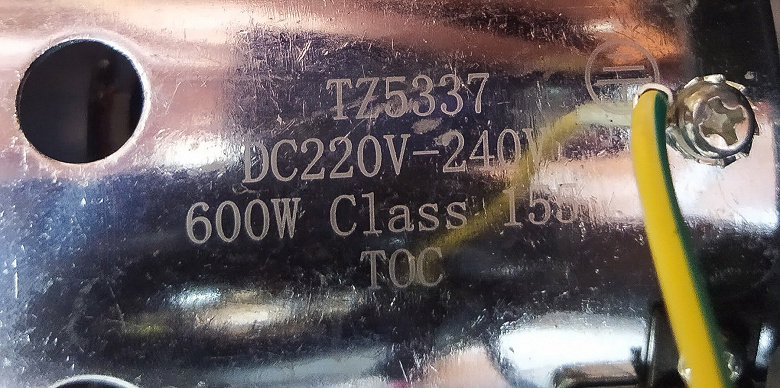 TZ5337
DC220V-240V
600W Class 155
TOC